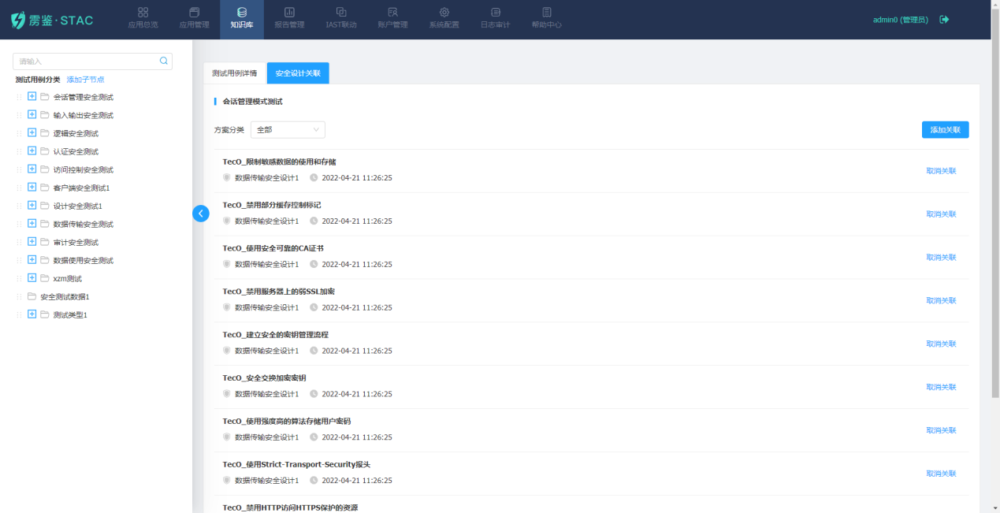 雳鉴·STAC
应用总览
应用管理
知识库
报告管理
IAST联动
账户管理
系统配置
日志审计
帮助中心
admin0 (管理员)
请输入
测试用例分类 添加子节点
会话管理安全测试
输入输出安全测试
逻辑安全测试
认证安全测试
访问控制安全测试
客户端安全测试1
设计安全测试1
数据传输安全测试
审计安全测试
数据使用安全测试
xzm测试
安全测试数据1
测试类型1
测试用例详情 安全设计关联
会话管理模式测试
方案分类 全部
添加关联
TecO_限制敏感数据的使用和存储
数据传输安全设计1 2022-04-21 11:26:25
取消关联
TecO_禁用部分缓存控制标记
数据传输安全设计1 2022-04-21 11:26:25
取消关联
TecO_使用安全可靠的CA证书
数据传输安全设计1 2022-04-21 11:26:25
取消关联
TecO_禁用服务器上的弱SSL加密
数据传输安全设计1 2022-04-21 11:26:25
取消关联
TecO_建立安全的密钥管理流程
数据传输安全设计1 2022-04-21 11:26:25
取消关联
TecO_安全交换加密密钥
数据传输安全设计1 2022-04-21 11:26:25
取消关联
TecO_使用强度高的算法存储用户密码
数据传输安全设计1 2022-04-21 11:26:25
取消关联
TecO_使用Strict-Transport-Security报头
数据传输安全设计1 2022-04-21 11:26:25
取消关联
TecO_禁用HTTP访问HTTPS保护的资源